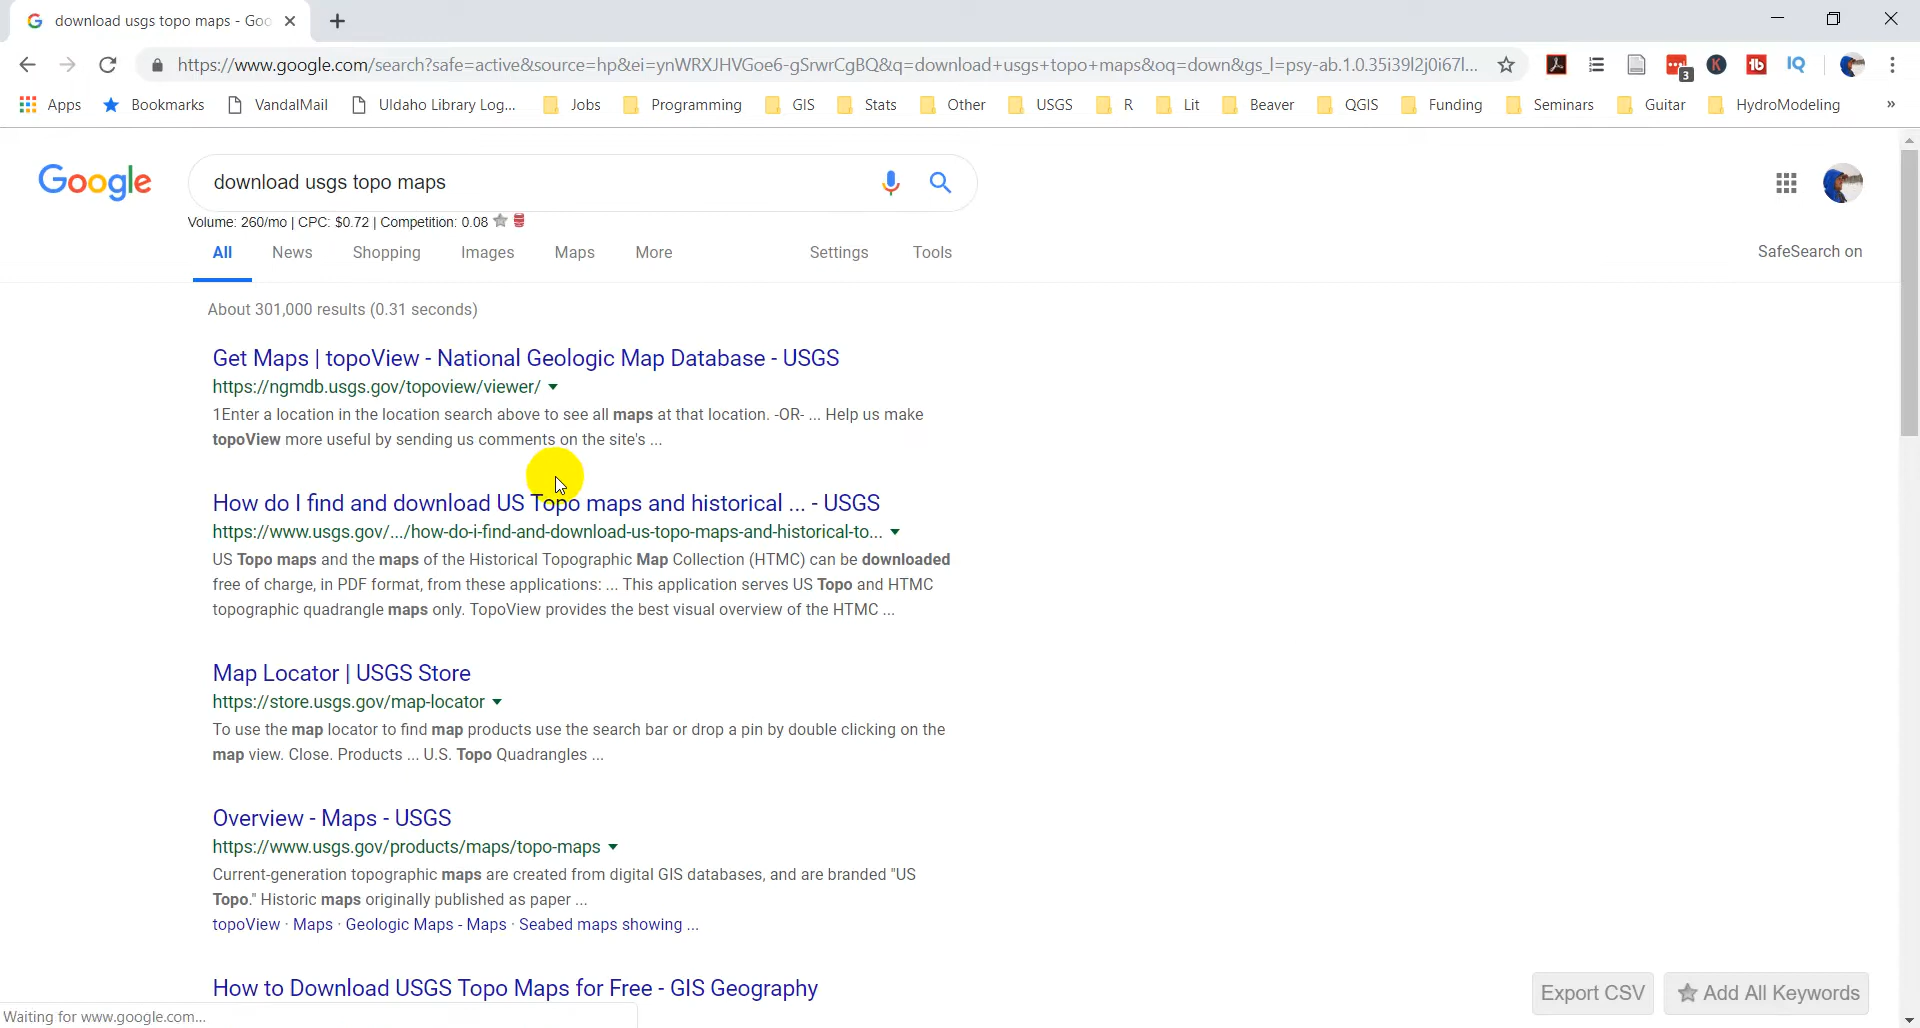 download usgs topo maps - Goo
https://www.google.com/search?safe=active&source=hp&ei=ynWRXJHVGoe6-gSrwrCgBQ&q=download+usgs+topo+maps&oq=down&gs_l=psy-ab.1.0.35i39l2j0i67l...
3
K
1b
IQ
Apps
Bookmarks
VandalMail
UIdaho Library Log...
Jobs
Programming
GIS
Stats
Other
USGS
R
Lit
Beaver
QGIS
Funding
Seminars
Guitar
HydroModeling
»
Google
download usgs topo maps
Volume: 260/mo | CPC: $0.72 | Competition: 0.08
All
News
Shopping
Images
Maps
More
Settings
Tools
SafeSearch on
About 301,000 results (0.31 seconds)
Get Maps | topoView - National Geologic Map Database - USGS
https://ngmdb.usgs.gov/topoview/viewer/
1Enter a location in the location search above to see all maps at that location. -OR- ... Help us make
topoView more useful by sending us comments on the site's ...
How do I find and download US Topo maps and historical ... - USGS
https://www.usgs.gov/.../how-do-i-find-and-download-us-topo-maps-and-historical-to...
US Topo maps and the maps of the Historical Topographic Map Collection (HTMC) can be downloaded
free of charge, in PDF format, from these applications: ... This application serves US Topo and HTMC
topographic quadrangle maps only. TopoView provides the best visual overview of the HTMC ...
Map Locator | USGS Store
https://store.usgs.gov/map-locator
To use the map locator to find map products use the search bar or drop a pin by double clicking on the
map view. Close. Products ... U.S. Topo Quadrangles ...
Overview - Maps - USGS
https://www.usgs.gov/products/maps/topo-maps
Current-generation topographic maps are created from digital GIS databases, and are branded "US
Topo." Historic maps originally published as paper ...
topoView · Maps · Geologic Maps - Maps · Seabed maps showing ...
How to Download USGS Topo Maps for Free - GIS Geography
Export CSV
Add All Keywords
Waiting for www.google.com...